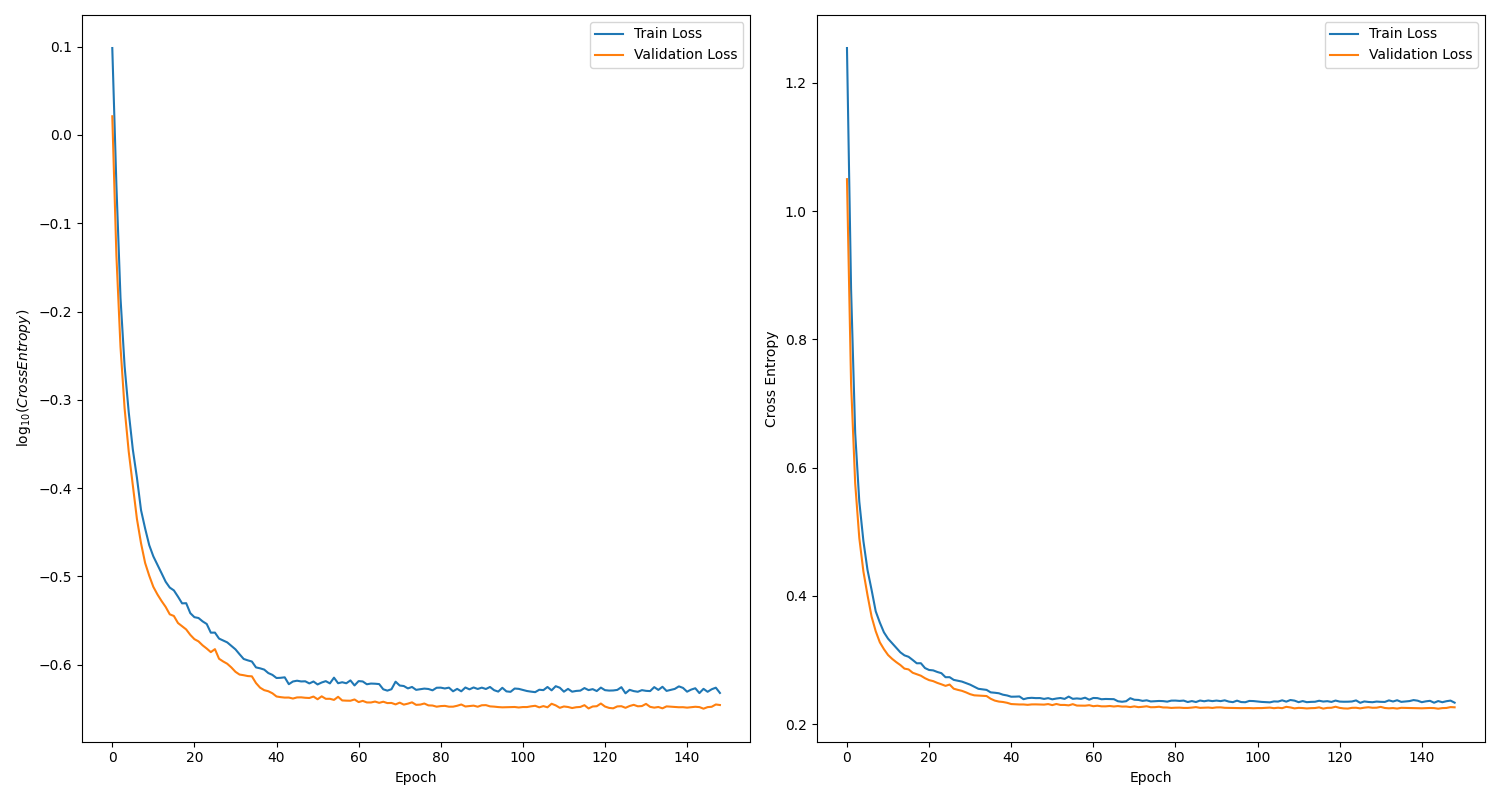 Train Loss
Validation Loss
0.1
0.0
−0.1
−0.2
−0.3
−0.4
−0.5
−0.6
log₁₀(CrossEntropy)
0 20 40 60 80 100 120 140
Epoch
Train Loss
Validation Loss
1.2
1.0
0.8
0.6
0.4
0.2
Cross Entropy
0 20 40 60 80 100 120 140
Epoch